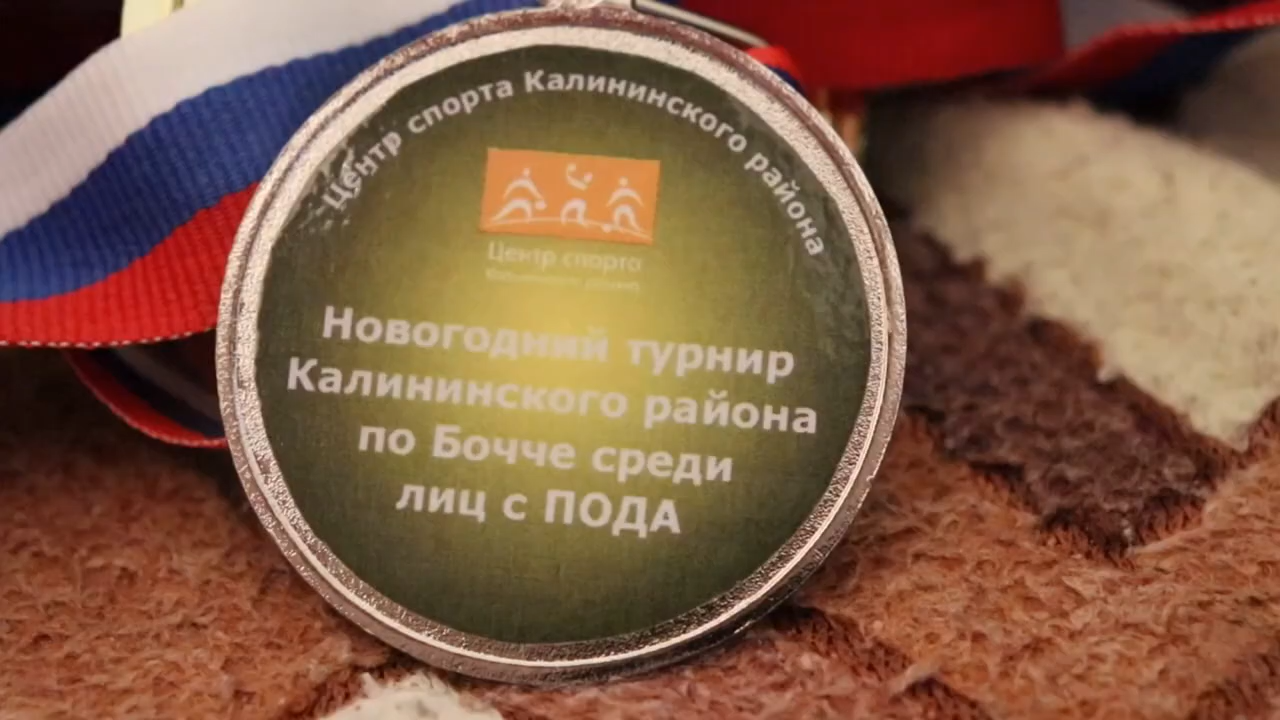 Центр спорта Калининского района
Центр спорта
Новогодний турнир
Калининского района
по Бочче среди
лиц с ПОДА